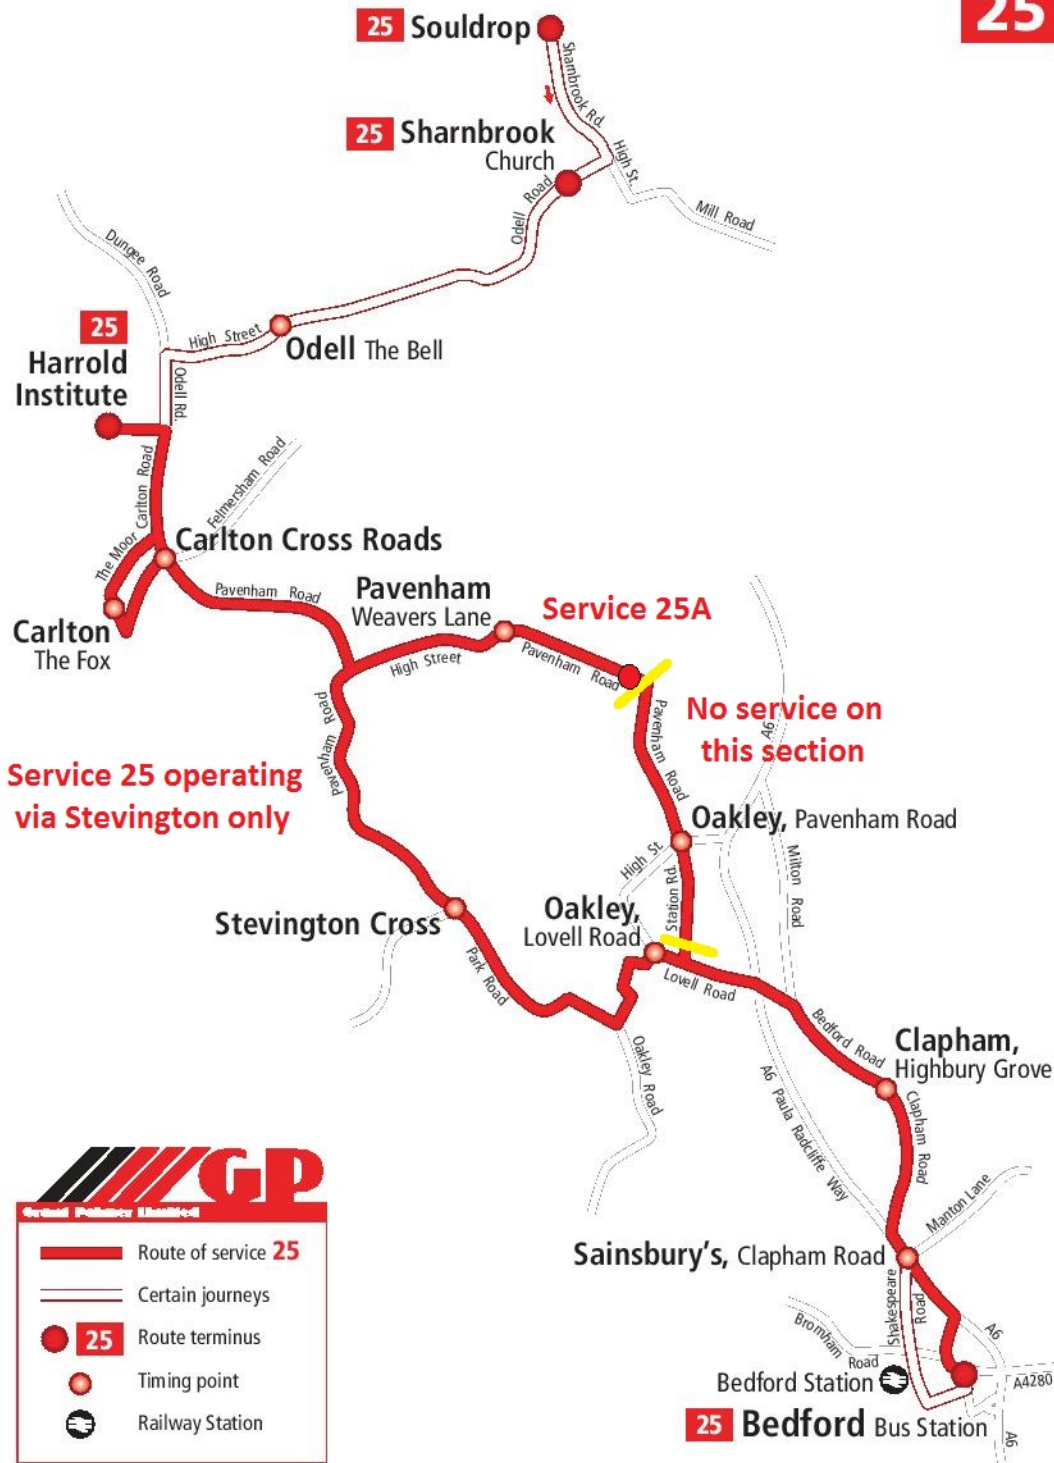 25
25 Souldrop
Sharnbrook Rd.
25 Sharnbrook
Church
High St.
Odell Road
Mill Road
Dungee Road
25
Harrold
Institute
High Street
Odell The Bell
Odell Rd.
Carlton Road
Felmersham Road
The Moor
Carlton Cross Roads
Pavenham Road
Carlton
The Fox
Pavenham
Weavers Lane
Service 25A
High Street
Pavenham Road
Pavenham Road
No service on
this section
A6
Pavenham Road
Service 25 operating
via Stevington only
Oakley, Pavenham Road
High St.
Milton Road
Station Rd.
Stevington Cross
Oakley,
Lovell Road
Park Road
Lovell Road
Bedford Road
Clapham,
Highbury Grove
Oakley Road
A6 Paula Radcliffe Way
Clapham Road
Manton Lane
Sainsbury's, Clapham Road
Shakespeare Road
Bromham Road
A6
A4280
Bedford Station
25 Bedford Bus Station
A6
GP
Grand Palmer Limited
Route of service 25
Certain journeys
25 Route terminus
Timing point
Railway Station